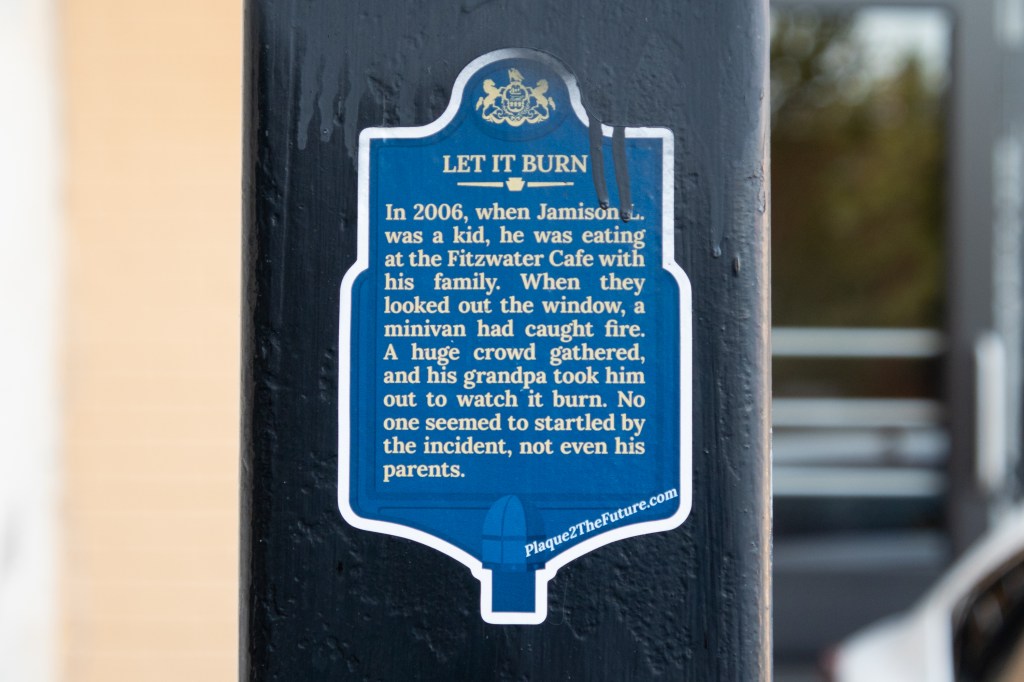 LET IT BURN
In 2006, when Jamison L.
was a kid, he was eating
at the Fitzwater Cafe with
his family. When they
looked out the window, a
minivan had caught fire.
A huge crowd gathered,
and his grandpa took him
out to watch it burn. No
one seemed to startled by
the incident, not even his
parents.
Plaque2TheFuture.com